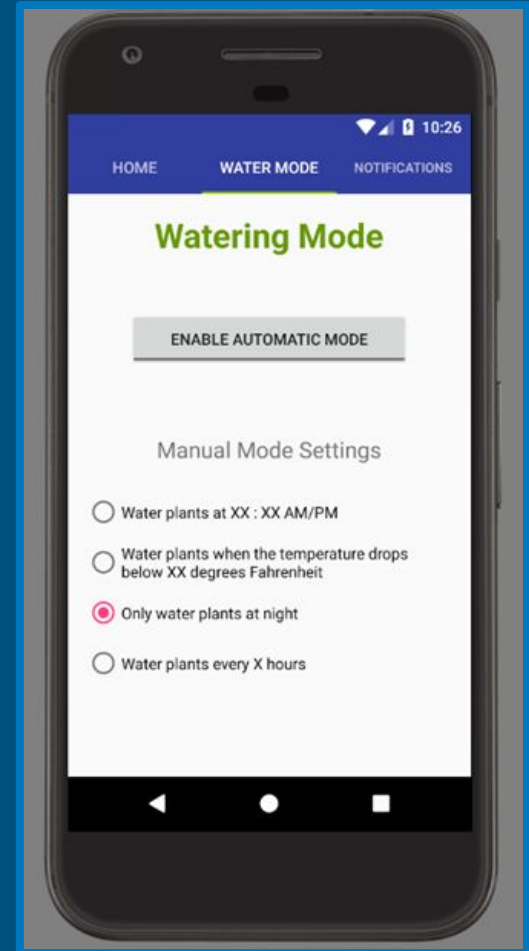 10:26
HOME WATER MODE NOTIFICATIONS
Watering Mode
ENABLE AUTOMATIC MODE
Manual Mode Settings
Water plants at XX : XX AM/PM
Water plants when the temperature drops
below XX degrees Fahrenheit
Only water plants at night
Water plants every X hours